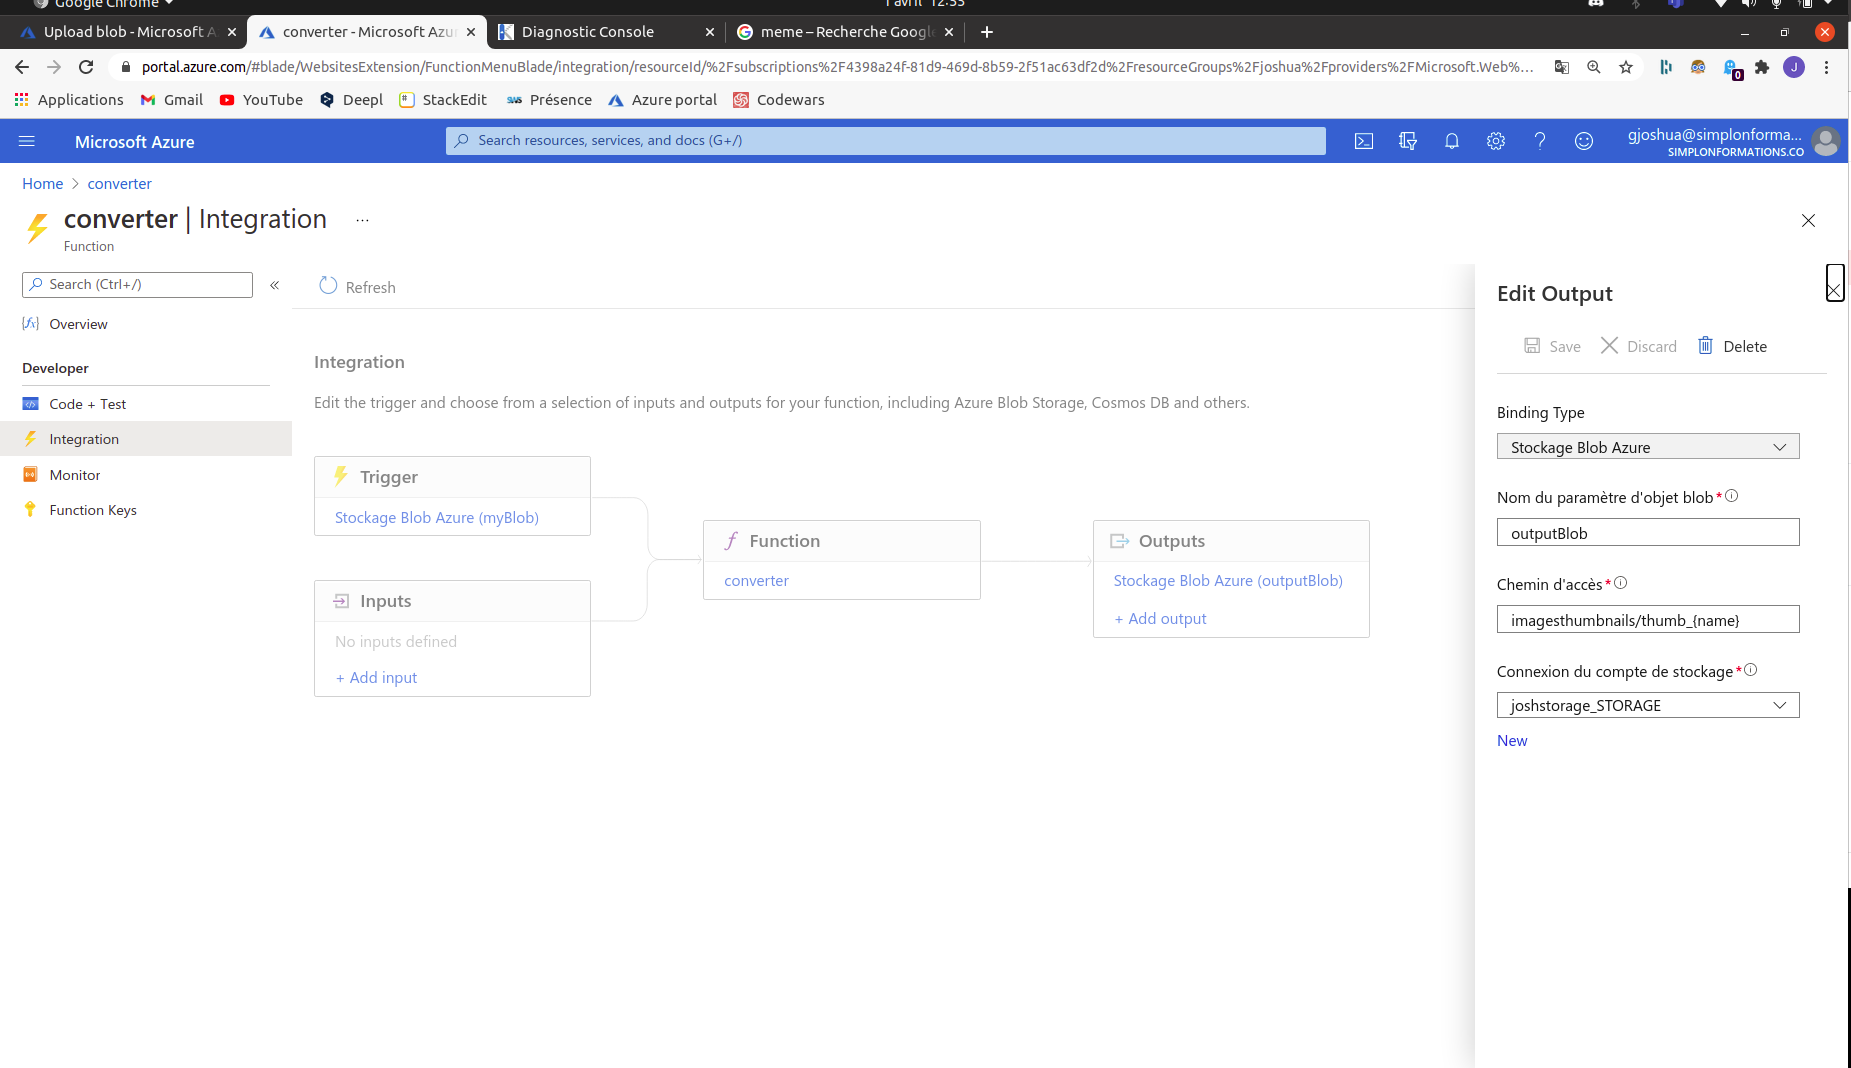 Google Chrome
1 avril 12:53
Upload blob - Microsoft A
converter - Microsoft Azur
Diagnostic Console
meme – Recherche Google
portal.azure.com/#blade/WebsitesExtension/FunctionMenuBlade/integration/resourceId/%2Fsubscriptions%2F4398a24f-81d9-469d-8b59-2f51ac63df2d%2FresourceGroups%2Fjoshua%2Fproviders%2FMicrosoft.Web%...
0
J
Applications
Gmail
YouTube
Deepl
StackEdit
Présence
Azure portal
Codewars
Microsoft Azure
Search resources, services, and docs (G+/)
gjoshua@simplonforma...
SIMPLONFORMATIONS.CO
Home > converter
converter | Integration ...
Function
Search (Ctrl+/)
«
Refresh
Overview
Developer
Code + Test
Integration
Monitor
Function Keys
Integration
Edit the trigger and choose from a selection of inputs and outputs for your function, including Azure Blob Storage, Cosmos DB and others.
Trigger
Stockage Blob Azure (myBlob)
Inputs
No inputs defined
+ Add input
Function
converter
Outputs
Stockage Blob Azure (outputBlob)
+ Add output
Edit Output
Save
Discard
Delete
Binding Type
Stockage Blob Azure
Nom du paramètre d'objet blob*
outputBlob
Chemin d'accès*
imagesthumbnails/thumb_{name}
Connexion du compte de stockage*
joshstorage_STORAGE
New